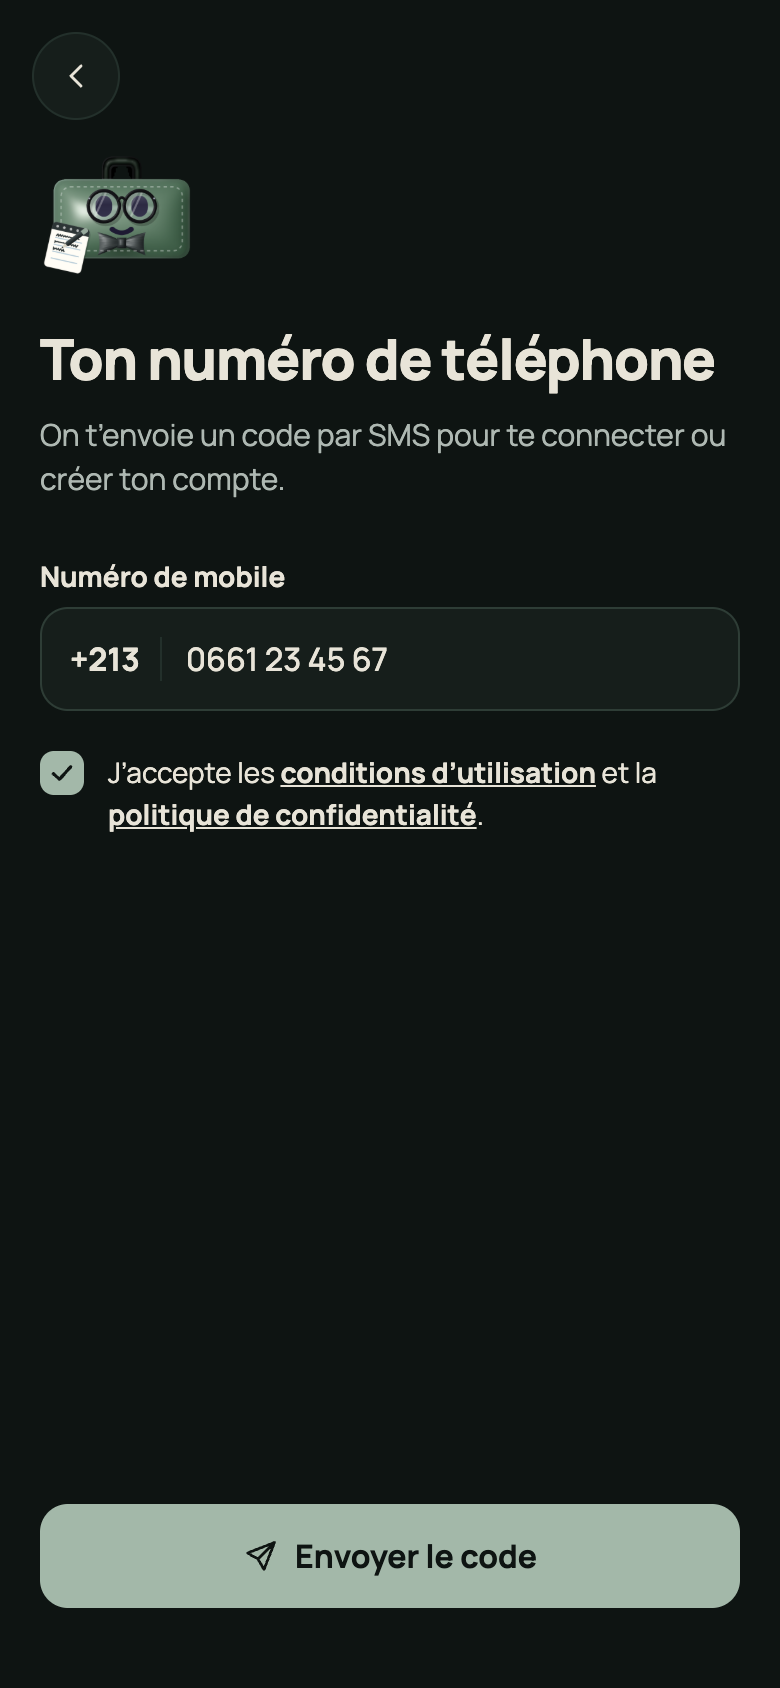 Ton numéro de téléphone
On t’envoie un code par SMS pour te connecter ou
créer ton compte.
Numéro de mobile
+213 0661 23 45 67
J’accepte les conditions d’utilisation et la
politique de confidentialité.
Envoyer le code